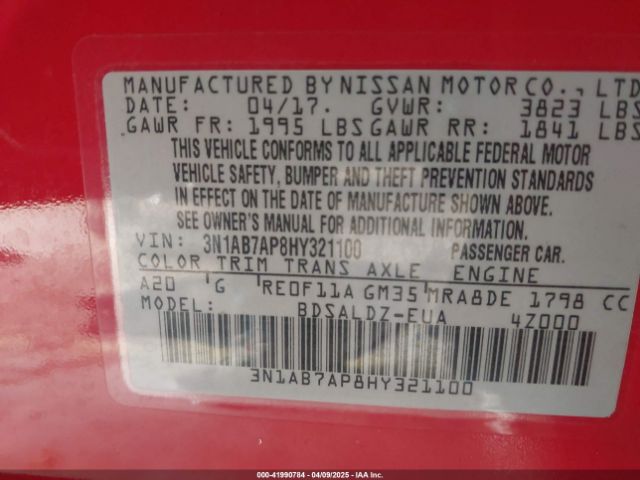 MANUFACTURED BY NISSAN MOTOR CO., LTD
DATE: 04/17. GVWR: 3823 LBS
GAWR FR: 1995 LBS GAWR RR: 1841 LBS
THIS VEHICLE CONFORMS TO ALL APPLICABLE FEDERAL MOTOR
VEHICLE SAFETY, BUMPER AND THEFT PREVENTION STANDARDS
IN EFFECT ON THE DATE OF MANUFACTURE SHOWN ABOVE.
SEE OWNER'S MANUAL FOR ADDITIONAL INFORMATION.
VIN: 3N1AB7AP8HY321100 PASSENGER CAR.
COLOR TRIM TRANS AXLE ENGINE
A20 G RE0F11A GM35 MRA8DE 1798 CC
MODEL: BDSALDZ-EUA 4Z000
3N1AB7AP8HY321100
000-41990784 - 04/09/2025 - IAA Inc.